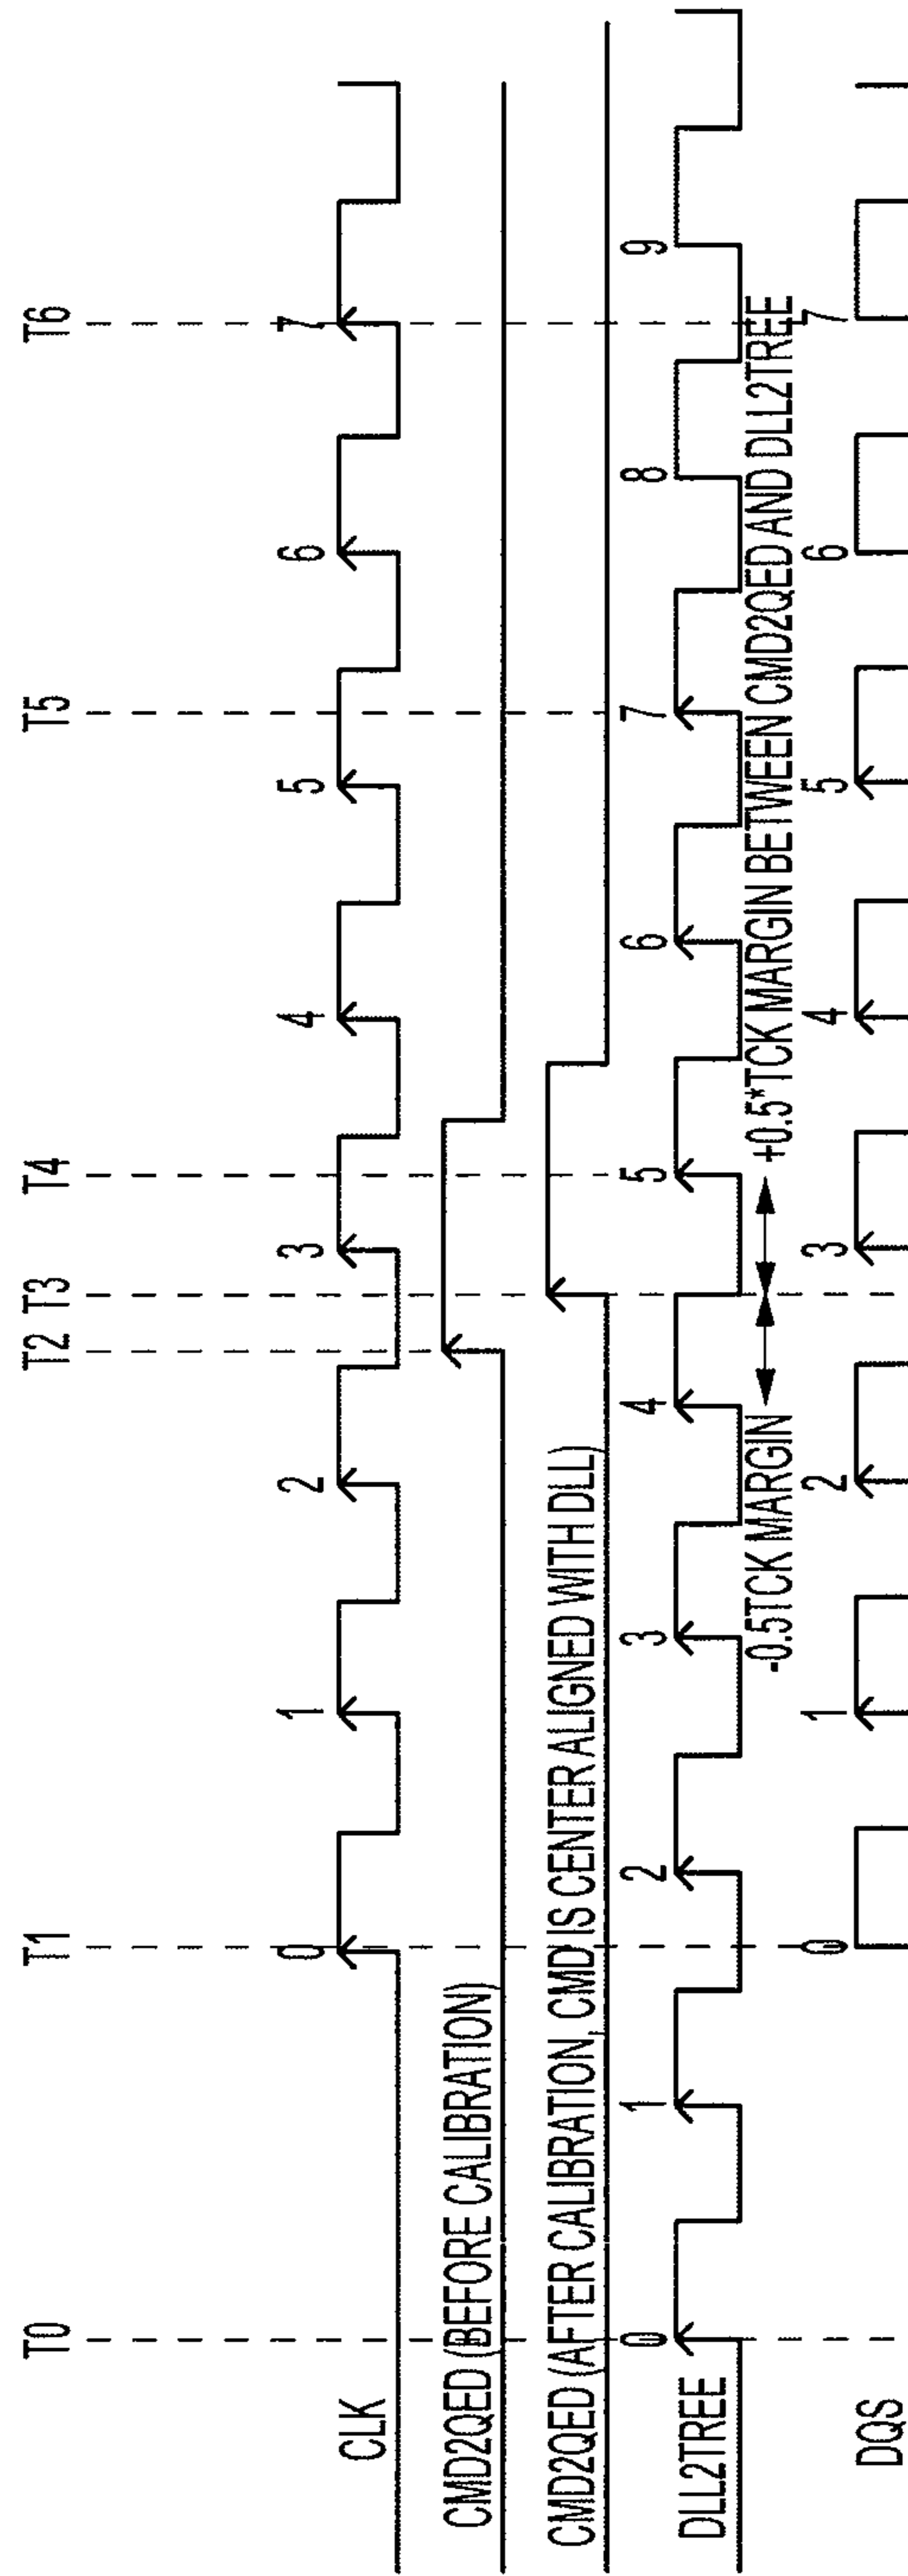 T0 T1 T2 T3 T4 T5 T6
CLK 0 1 2 3 4 5 6 7
CMD2QED (BEFORE CALIBRATION)
CMD2QED (AFTER CALIBRATION, CMD IS CENTER ALIGNED WITH DLL)
DLL2TREE 0 1 2 3 4 5 6 7 8 9
-0.5TCK MARGIN +0.5*TCK MARGIN BETWEEN CMD2QED AND DLL2TREE
DQS 0 1 2 3 4 5 6 7